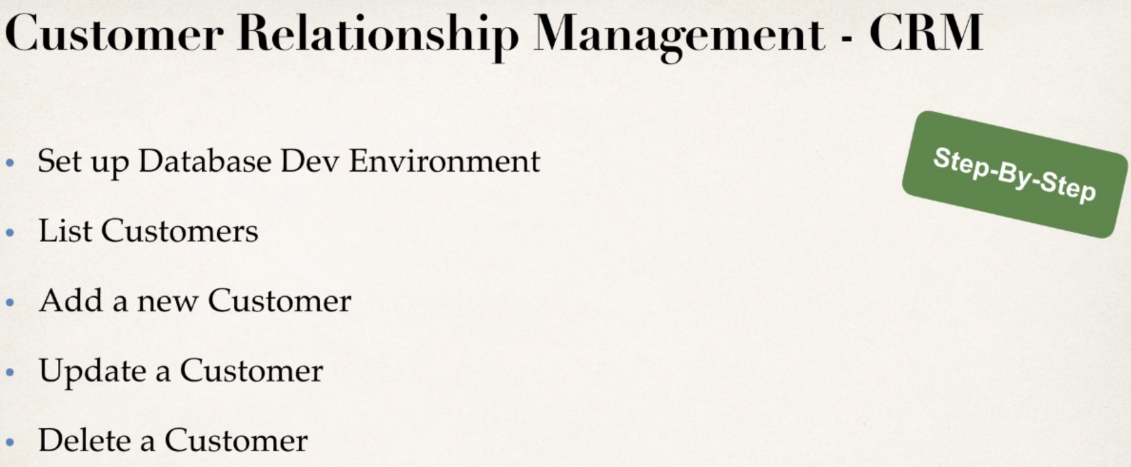 Customer Relationship Management - CRM
Step-By-Step
• Set up Database Dev Environment
• List Customers
• Add a new Customer
• Update a Customer
• Delete a Customer